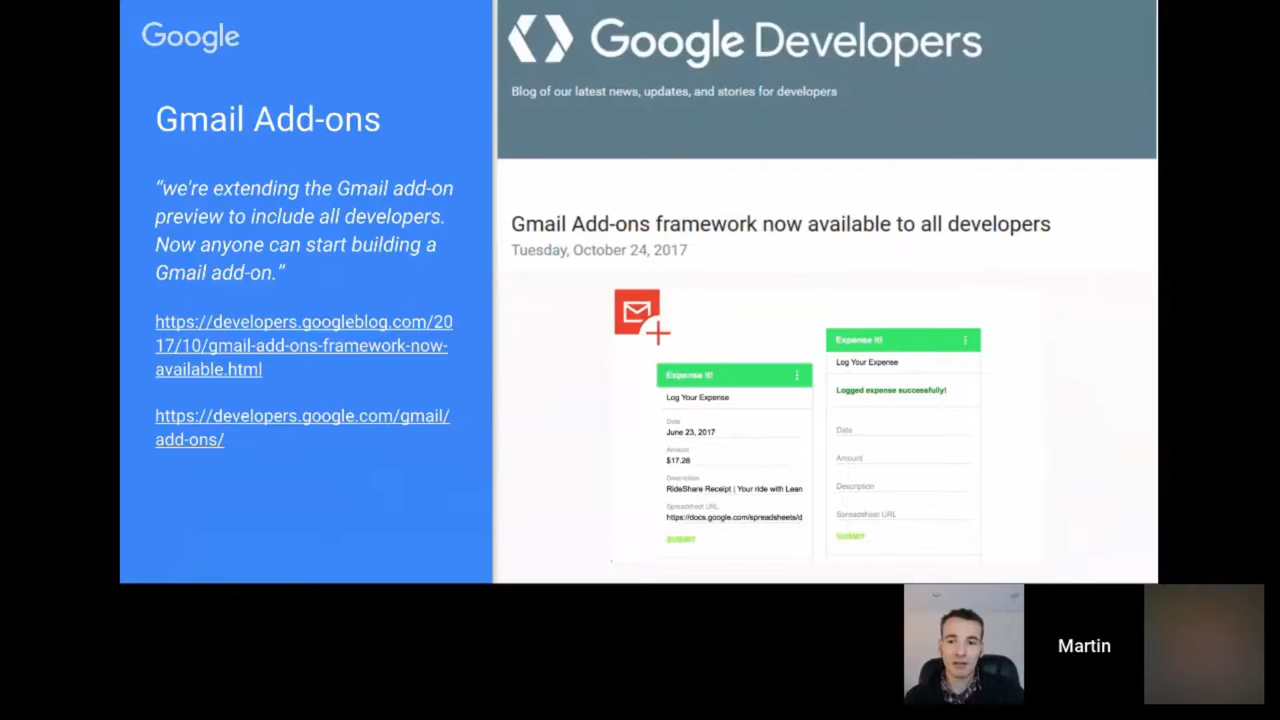 Google
Gmail Add-ons
“we're extending the Gmail add-on
preview to include all developers.
Now anyone can start building a
Gmail add-on.”
https://developers.googleblog.com/20
17/10/gmail-add-ons-framework-now-
available.html
https://developers.google.com/gmail/
add-ons/
Google Developers
Blog of our latest news, updates, and stories for developers
Gmail Add-ons framework now available to all developers
Tuesday, October 24, 2017
Expense It!
Log Your Expense
Date
June 23, 2017
Amount
$17.28
Description
RideShare Receipt | Your ride with Lean
Spreadsheet URL
https://docs.google.com/spreadsheets/d
SUBMIT
Expense It!
Log Your Expense
Logged expense successfully!
Date
Amount
Description
Spreadsheet URL
SUBMIT
Martin